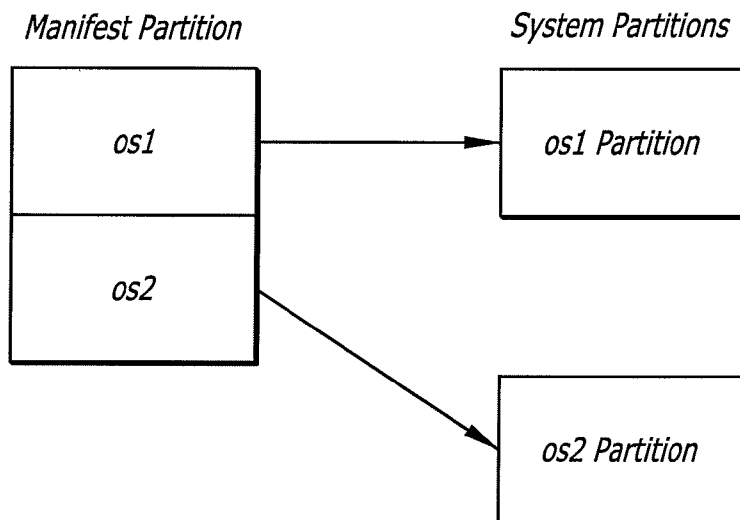 Manifest Partition
System Partitions
os1
os1 Partition
os2
os2 Partition